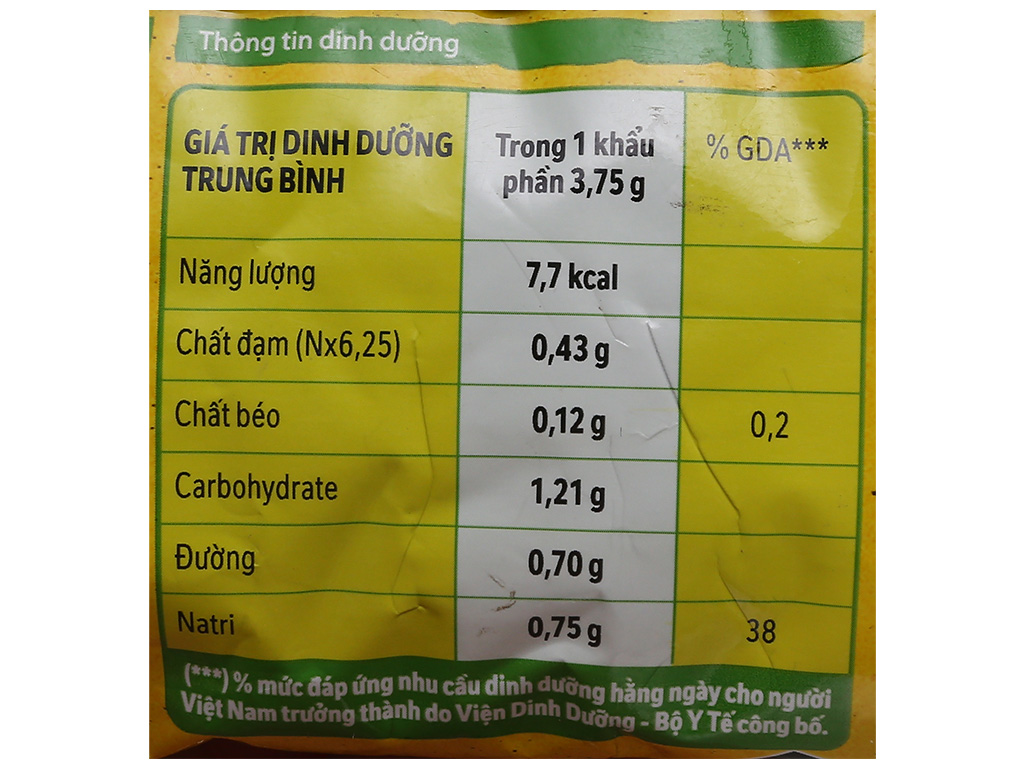 Thông tin dinh dưỡng
GIÁ TRỊ DINH DƯỠNG
TRUNG BÌNH
Trong 1 khẩu
phần 3,75 g
% GDA***
Năng lượng 7,7 kcal
Chất đạm (Nx6,25) 0,43 g
Chất béo 0,12 g 0,2
Carbohydrate 1,21 g
Đường 0,70 g
Natri 0,75 g 38
(***) % mức đáp ứng nhu cầu dinh dưỡng hằng ngày cho người
Việt Nam trưởng thành do Viện Dinh Dưỡng - Bộ Y Tế công bố.